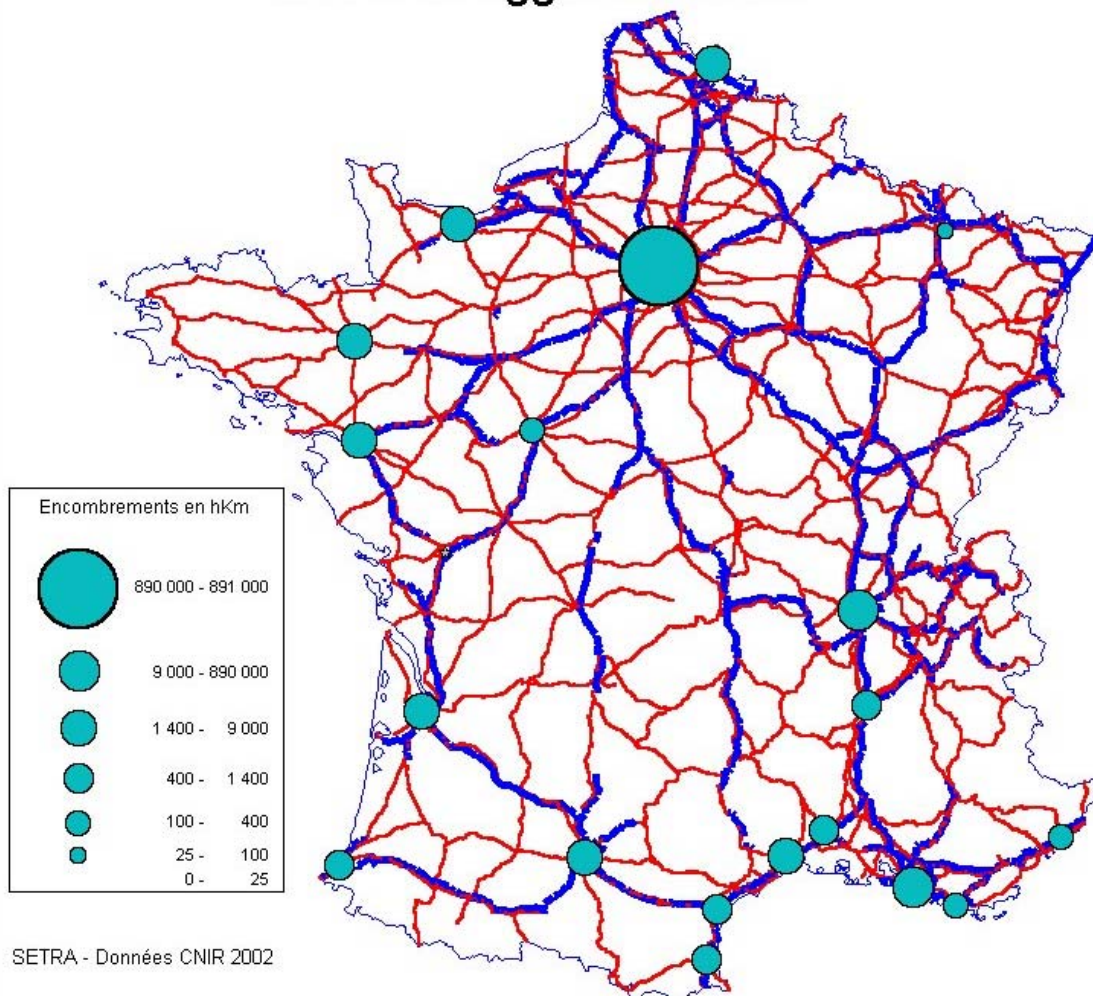 Encombrements en hKm
890 000 - 891 000
9 000 - 890 000
1 400 - 9 000
400 - 1 400
100 - 400
25 - 100
0 - 25
SETRA - Données CNIR 2002